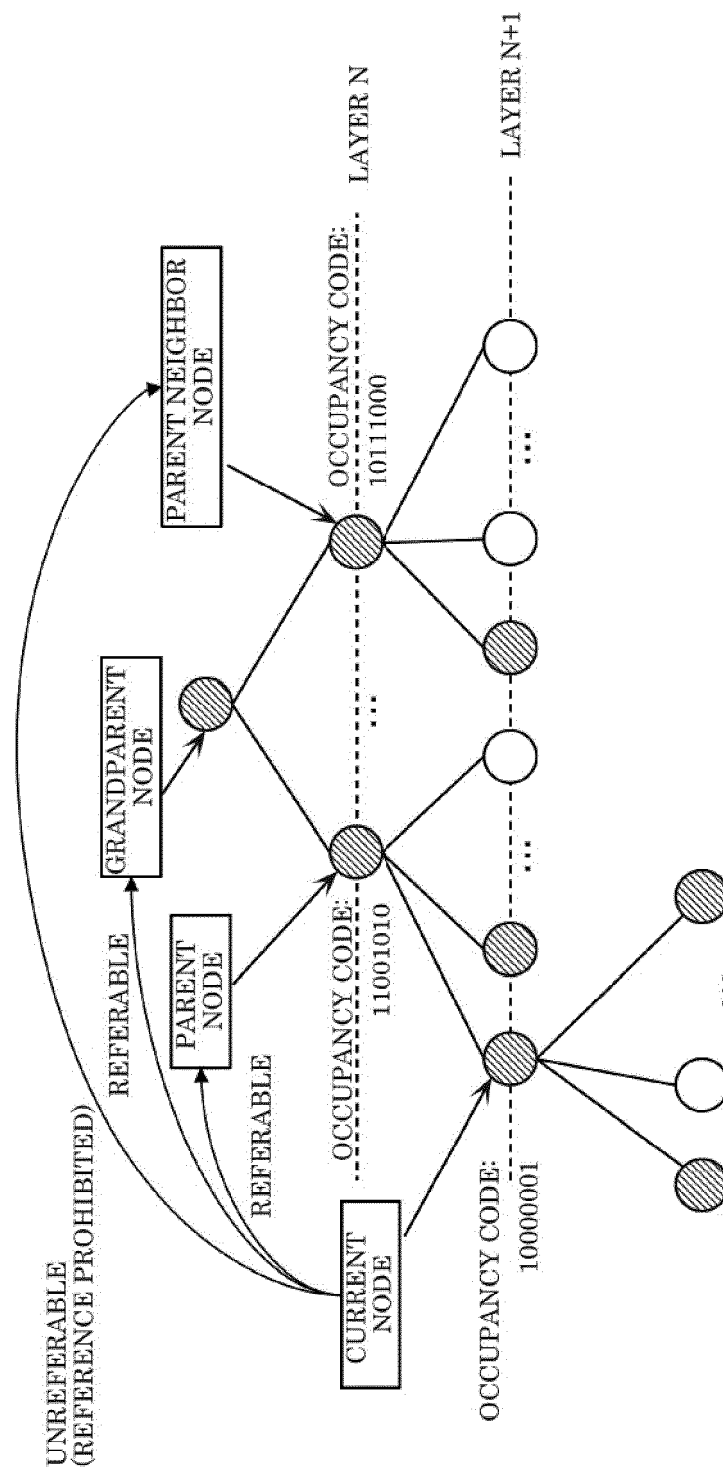 UNREFERABLE
(REFERENCE PROHIBITED)
REFERABLE
GRANDPARENT
NODE
PARENT NEIGHBOR
NODE
REFERABLE
PARENT
NODE
CURRENT
NODE
OCCUPANCY CODE:
11001010
...
OCCUPANCY CODE:
10111000
LAYER N
OCCUPANCY CODE:
10000001
...
...
LAYER N+1